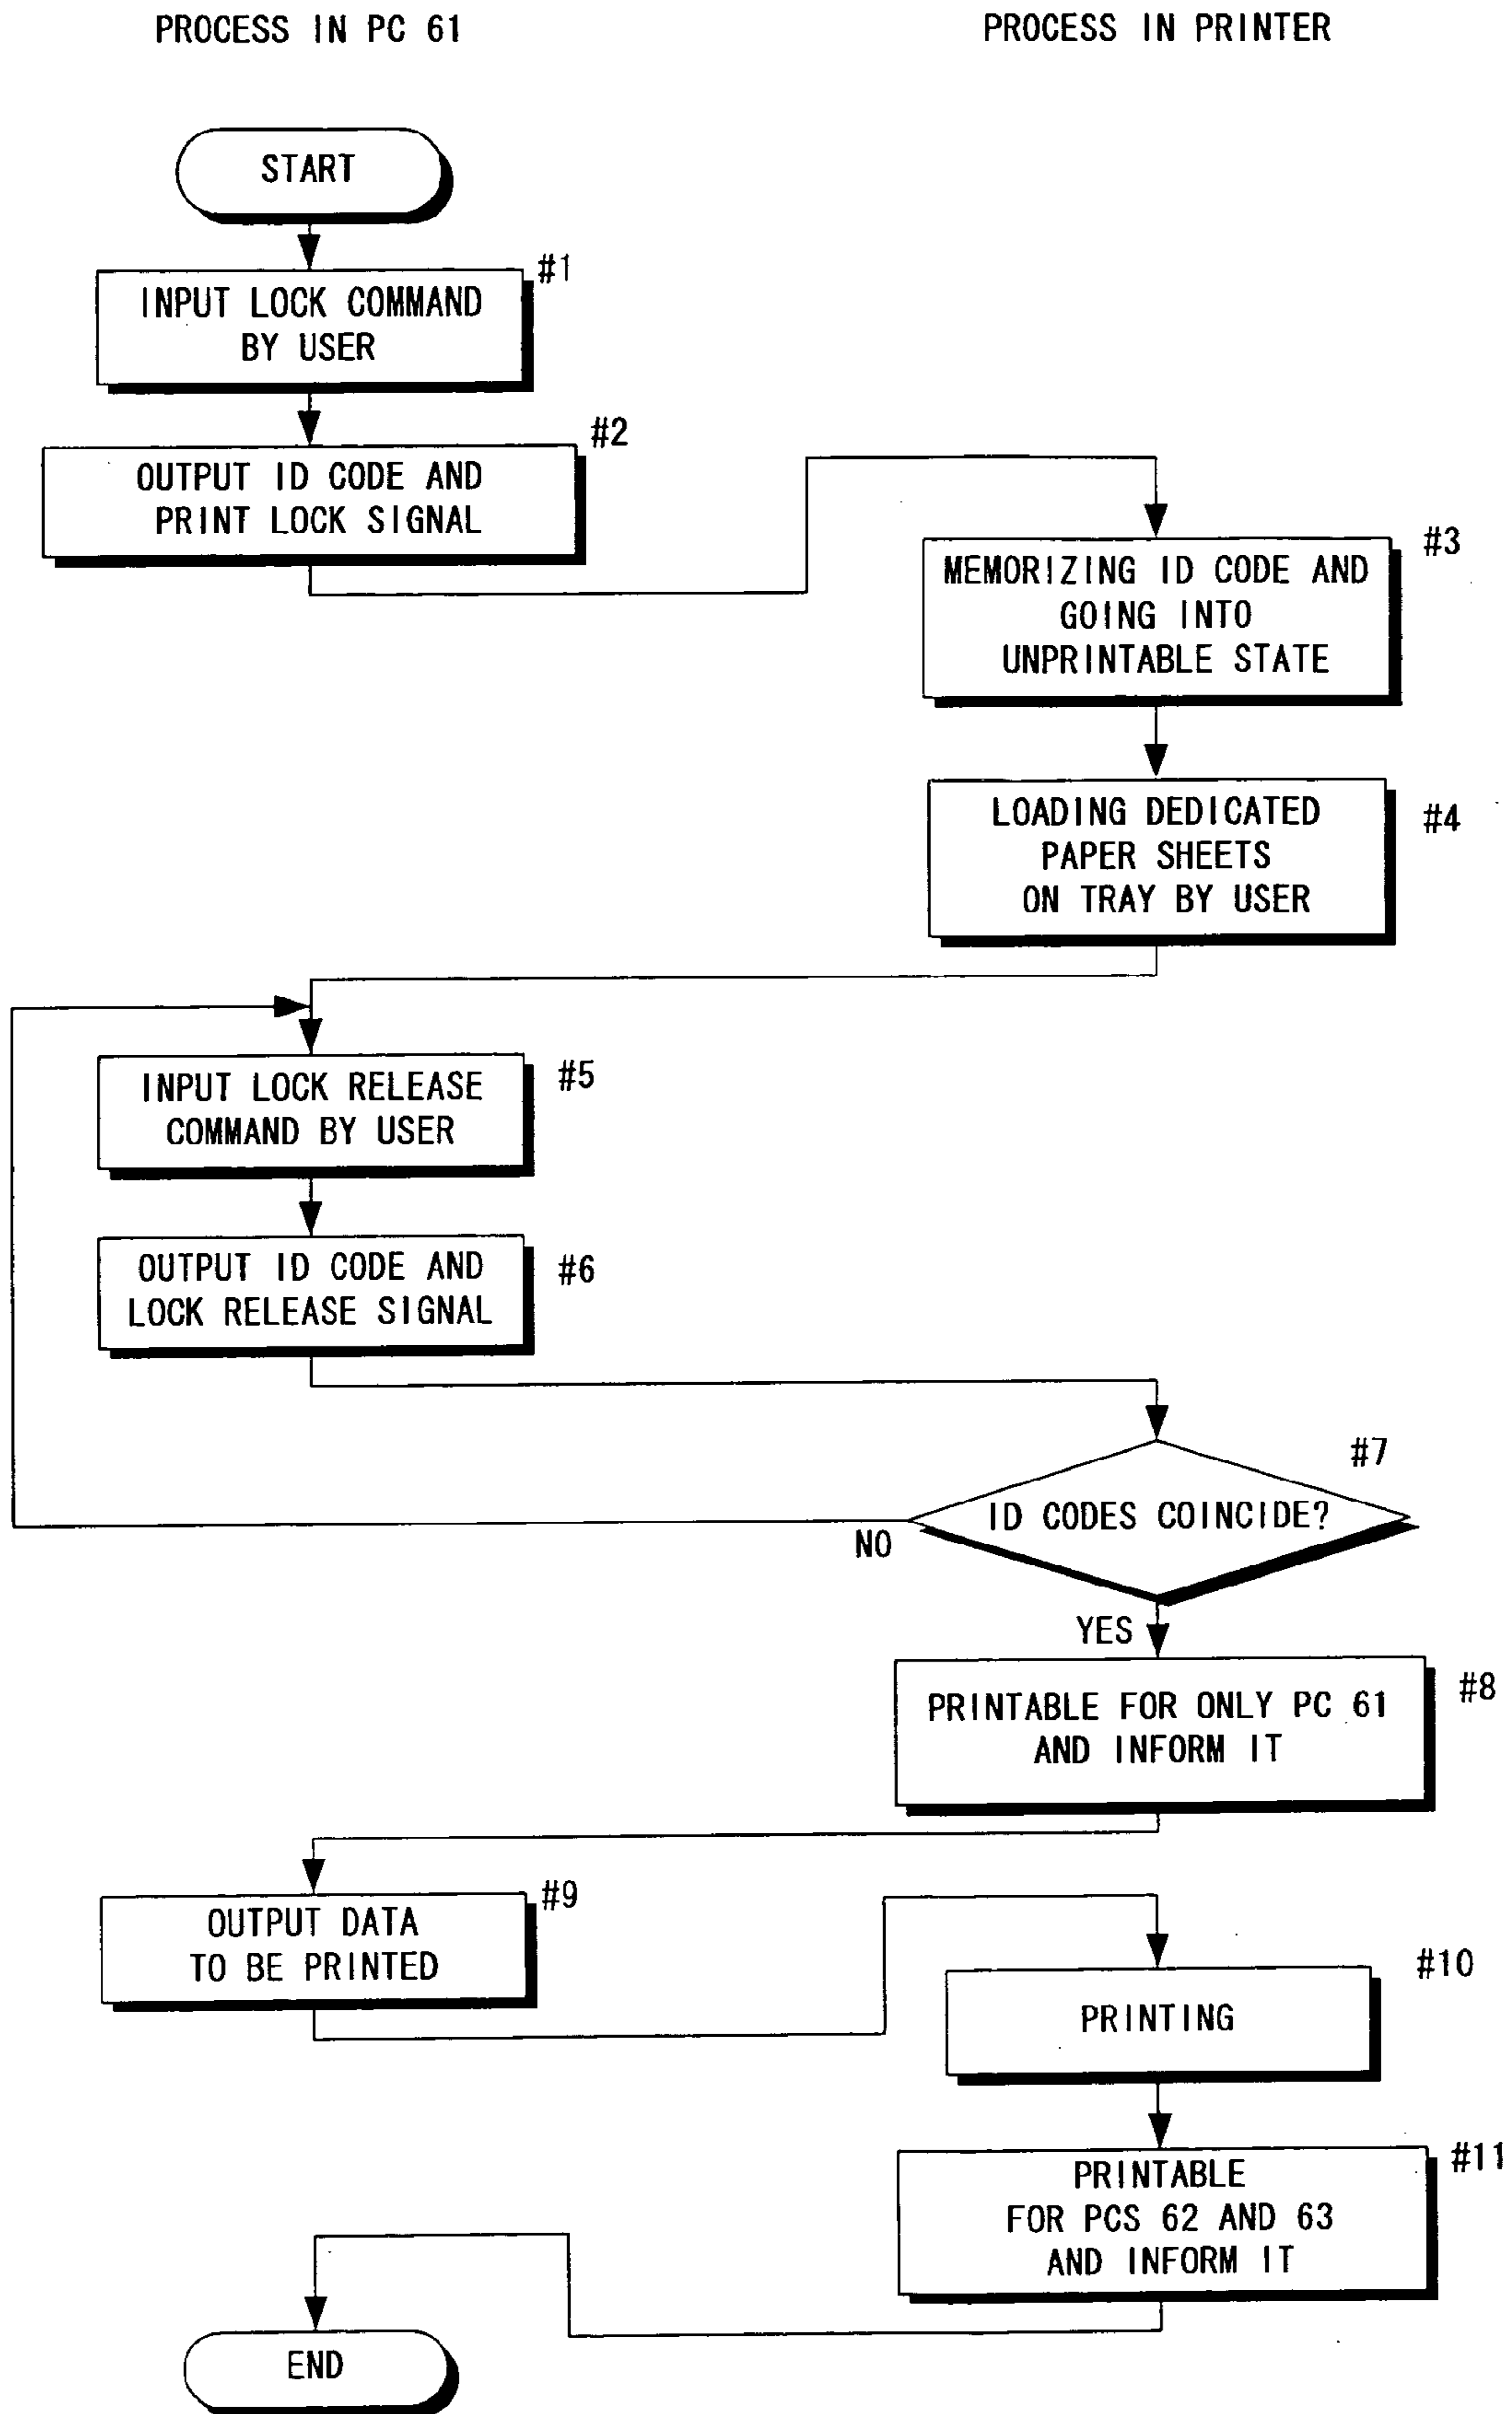 PROCESS IN PC 61
PROCESS IN PRINTER
START
#1
INPUT LOCK COMMAND
BY USER
#2
OUTPUT ID CODE AND
PRINT LOCK SIGNAL
#3
MEMORIZING ID CODE AND
GOING INTO
UNPRINTABLE STATE
#4
LOADING DEDICATED
PAPER SHEETS
ON TRAY BY USER
#5
INPUT LOCK RELEASE
COMMAND BY USER
#6
OUTPUT ID CODE AND
LOCK RELEASE SIGNAL
#7
ID CODES COINCIDE?
NO
YES
#8
PRINTABLE FOR ONLY PC 61
AND INFORM IT
#9
OUTPUT DATA
TO BE PRINTED
#10
PRINTING
#11
PRINTABLE
FOR PCS 62 AND 63
AND INFORM IT
END